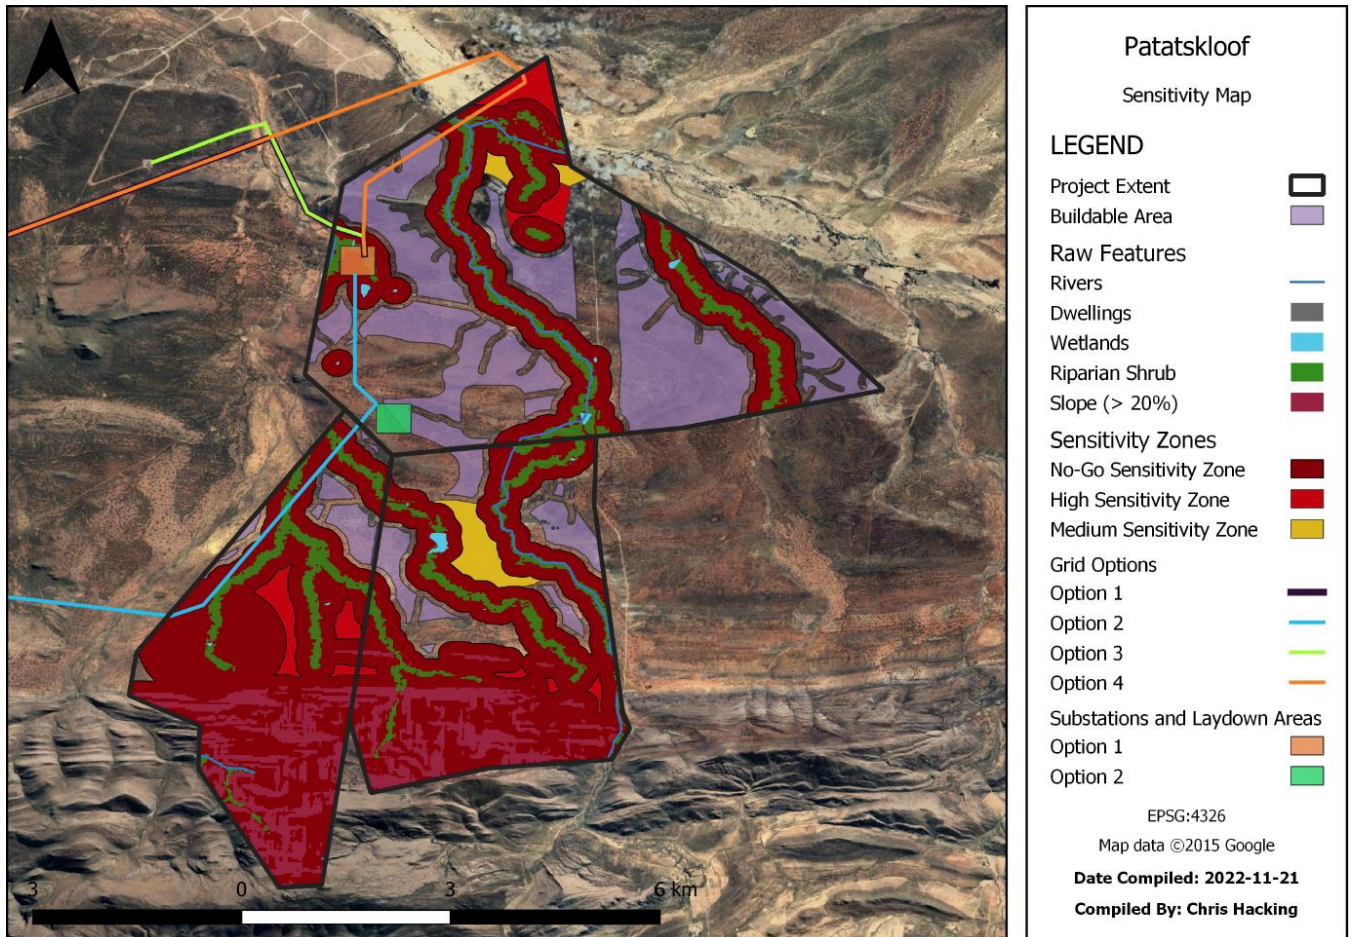 Patatskloof
Sensitivity Map
LEGEND
Project Extent
Buildable Area
Raw Features
Rivers
Dwellings
Wetlands
Riparian Shrub
Slope (> 20%)
Sensitivity Zones
No-Go Sensitivity Zone
High Sensitivity Zone
Medium Sensitivity Zone
Grid Options
Option 1
Option 2
Option 3
Option 4
Substations and Laydown Areas
Option 1
Option 2
EPSG:4326
Map data ©2015 Google
Date Compiled: 2022-11-21
Compiled By: Chris Hacking
3 0 3 6 km